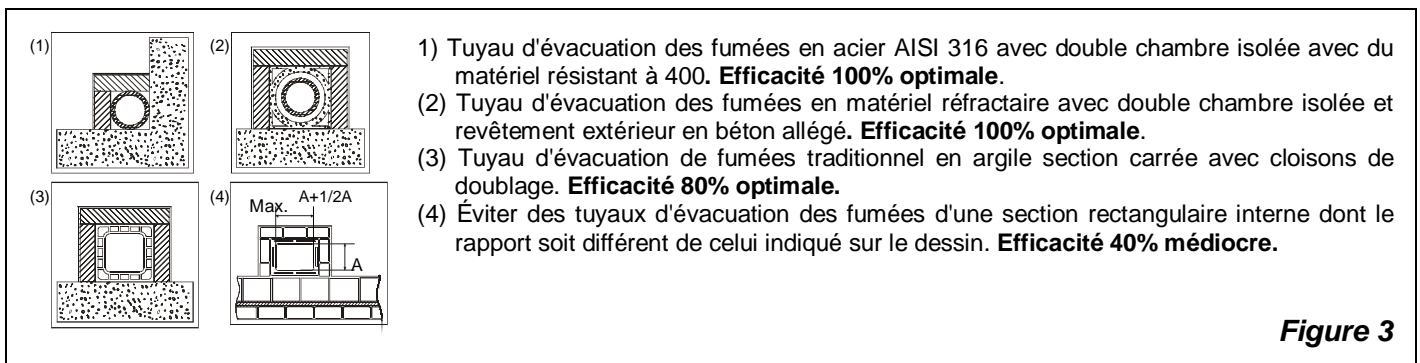 (1)
(2)
(3)
(4)
Max.
A+1/2A
A
1) Tuyau d'évacuation des fumées en acier AISI 316 avec double chambre isolée avec du
matériel résistant à 400. Efficacité 100% optimale.
(2) Tuyau d'évacuation des fumées en matériel réfractaire avec double chambre isolée et
revêtement extérieur en béton allégé. Efficacité 100% optimale.
(3) Tuyau d'évacuation de fumées traditionnel en argile section carrée avec cloisons de
doublage. Efficacité 80% optimale.
(4) Éviter des tuyaux d'évacuation des fumées d'une section rectangulaire interne dont le
rapport soit différent de celui indiqué sur le dessin. Efficacité 40% médiocre.
Figure 3